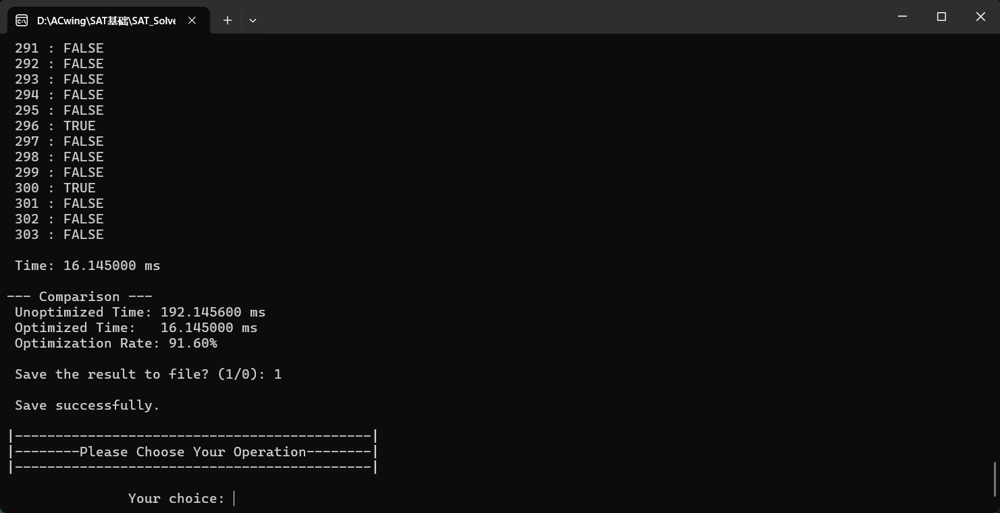 D:\ACwing\SAT基础\SAT_Solve
291 : FALSE
292 : FALSE
293 : FALSE
294 : FALSE
295 : FALSE
296 : TRUE
297 : FALSE
298 : FALSE
299 : FALSE
300 : TRUE
301 : FALSE
302 : FALSE
303 : FALSE
Time: 16.145000 ms
--- Comparison ---
Unoptimized Time: 192.145600 ms
Optimized Time:   16.145000 ms
Optimization Rate: 91.60%
Save the result to file? (1/0): 1
Save successfully.
|--------------------------------------------|
|--------Please Choose Your Operation--------|
|--------------------------------------------|
Your choice: